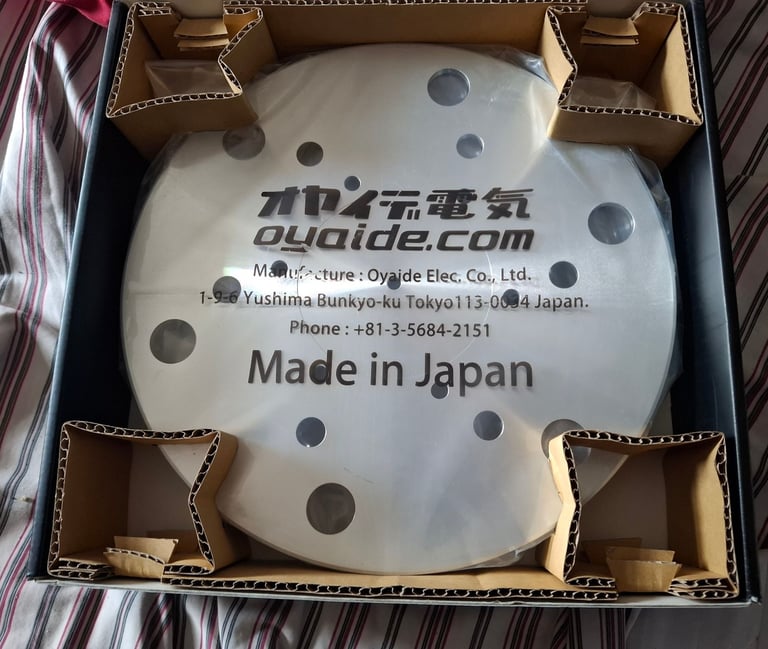 オヤイデ電気
oyaide.com
Manufacture : Oyaide Elec. Co., Ltd.
1-9-6 Yushima Bunkyo-ku Tokyo113-0034 Japan.
Phone : +81-3-5684-2151
Made in Japan